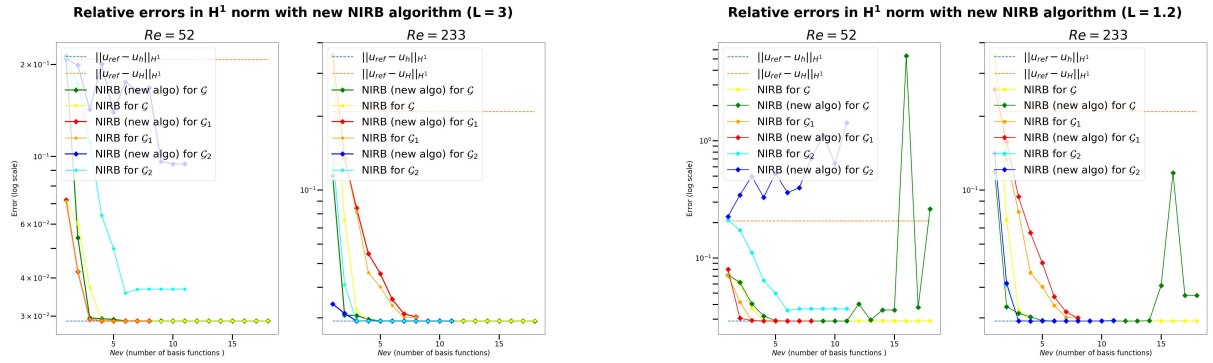 Relative errors in H¹ norm with new NIRB algorithm (L = 3)
Re = 52
Error (log scale)
2 × 10⁻¹
10⁻¹
6 × 10⁻²
4 × 10⁻²
3 × 10⁻²
||u_ref − u_h||_H¹
||u_ref − u_H||_H¹
NIRB (new algo) for 𝒢
NIRB for 𝒢
NIRB (new algo) for 𝒢₁
NIRB for 𝒢₁
NIRB (new algo) for 𝒢₂
NIRB for 𝒢₂
5
10
15
Nev (number of basis functions )
Re = 233
10⁻¹
||u_ref − u_h||_H¹
||u_ref − u_H||_H¹
NIRB (new algo) for 𝒢
NIRB for 𝒢
NIRB (new algo) for 𝒢₁
NIRB for 𝒢₁
NIRB (new algo) for 𝒢₂
NIRB for 𝒢₂
5
10
15
Nev (number of basis functions)
Relative errors in H¹ norm with new NIRB algorithm (L = 1.2)
Re = 52
Error (log scale)
10⁰
10⁻¹
||u_ref − u_h||_H¹
||u_ref − u_H||_H¹
NIRB for 𝒢
NIRB (new algo) for 𝒢
NIRB for 𝒢₁
NIRB (new algo) for 𝒢₁
NIRB for 𝒢₂
NIRB (new algo) for 𝒢₂
5
10
15
Nev (number of basis functions )
Re = 233
10⁻¹
||u_ref − u_h||_H¹
||u_ref − u_H||_H¹
NIRB for 𝒢
NIRB (new algo) for 𝒢
NIRB for 𝒢₁
NIRB (new algo) for 𝒢₁
NIRB for 𝒢₂
NIRB (new algo) for 𝒢₂
5
10
15
Nev (number of basis functions)